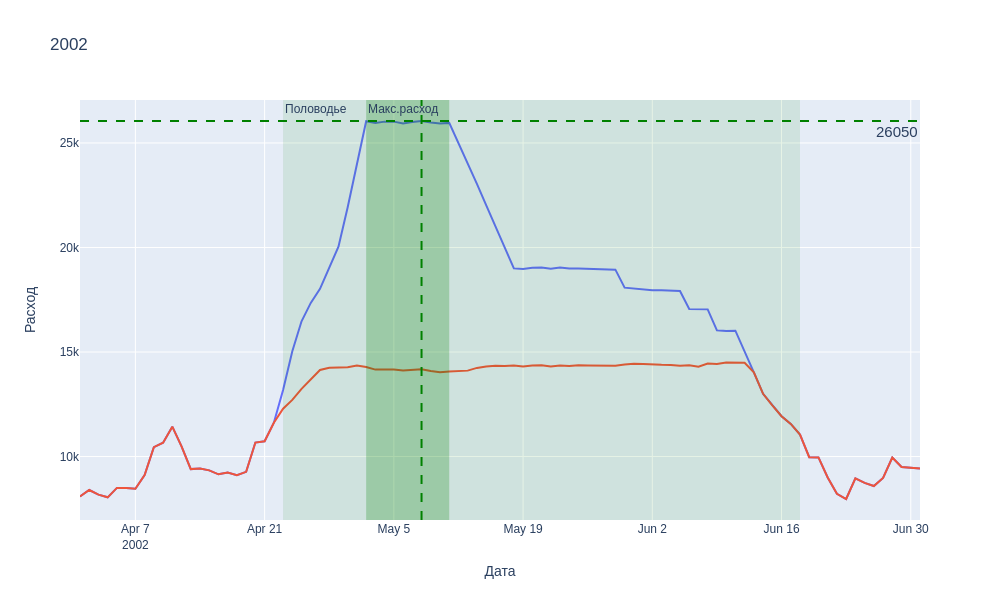 2002
Половодье
Макс.расход
26050
25k
20k
15k
10k
Расход
Apr 7
2002
Apr 21
May 5
May 19
Jun 2
Jun 16
Jun 30
Дата